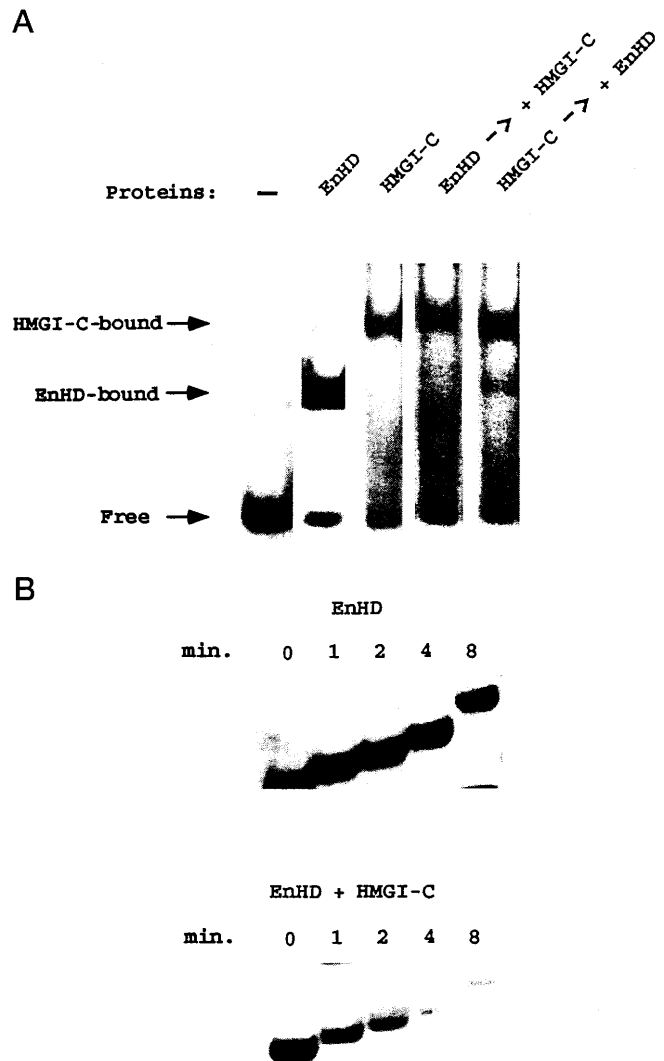 A
Proteins: – EnHD HMGI-C EnHD --> + HMGI-C HMGI-C --> + EnHD
HMGI-C-bound
EnHD-bound
Free
B
EnHD
min. 0 1 2 4 8
EnHD + HMGI-C
min. 0 1 2 4 8